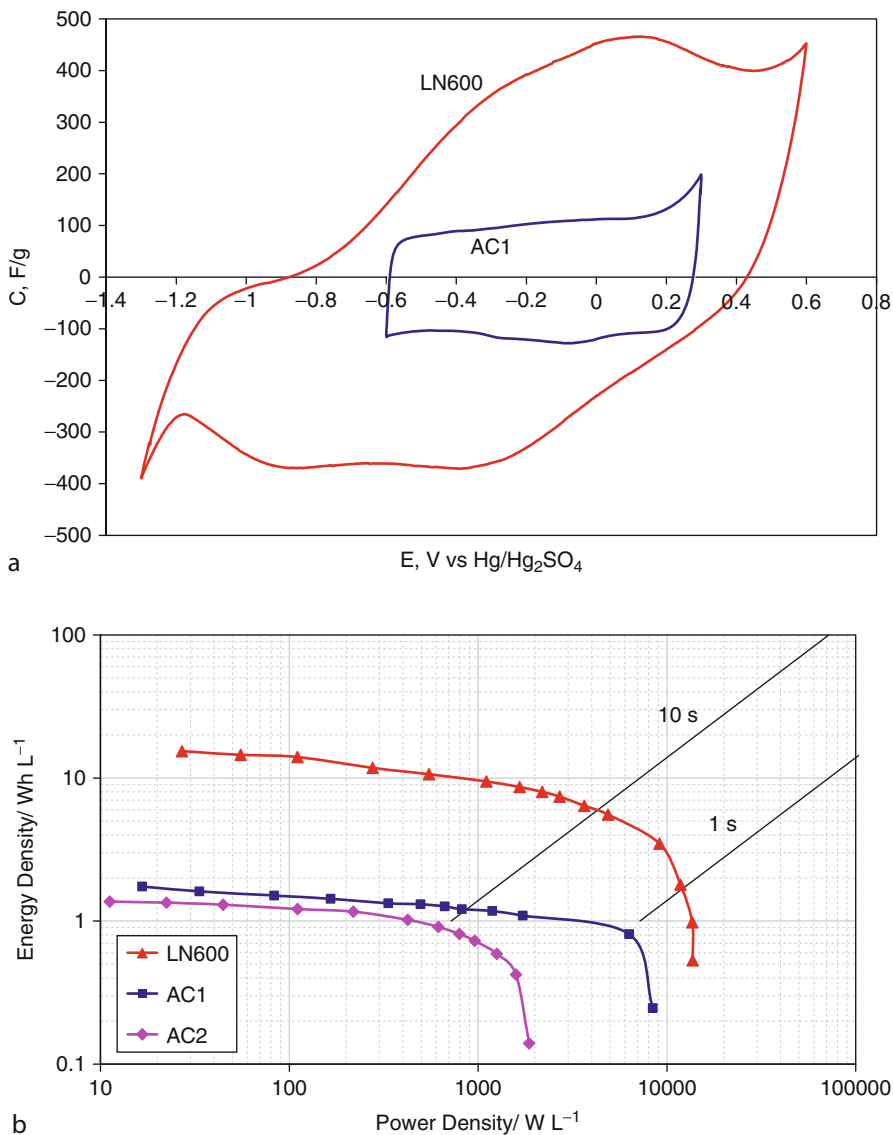 500
400
300
200
100
0
−100
−200
−300
−400
−500
C, F/g
LN600
AC1
−1.4 −1.2 −1 −0.8 −0.6 −0.4 −0.2 0 0.2 0.4 0.6 0.8
E, V vs Hg/Hg₂SO₄
a
100
10
1
0.1
Energy Density/ Wh L⁻¹
10 s
1 s
LN600
AC1
AC2
10 100 1000 10000 100000
Power Density/ W L⁻¹
b